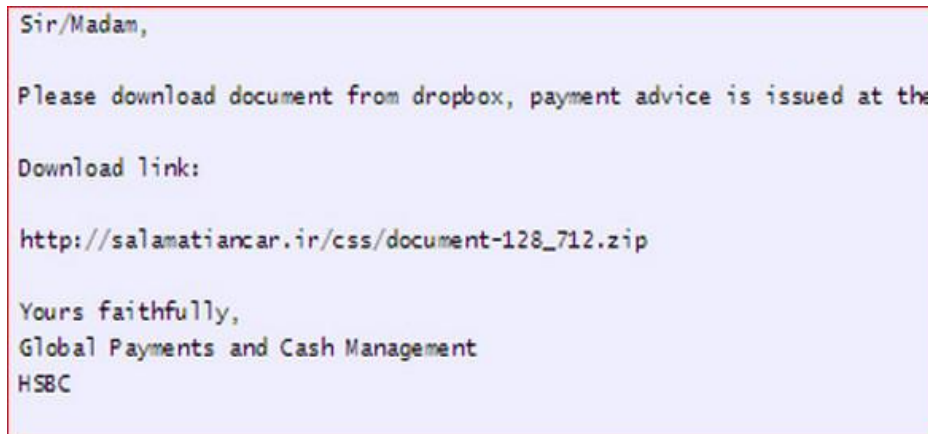 Sir/Madam,
Please download document from dropbox, payment advice is issued at the
Download link:
http://salamatiancar.ir/css/document-128_712.zip
Yours faithfully,
Global Payments and Cash Management
HSBC